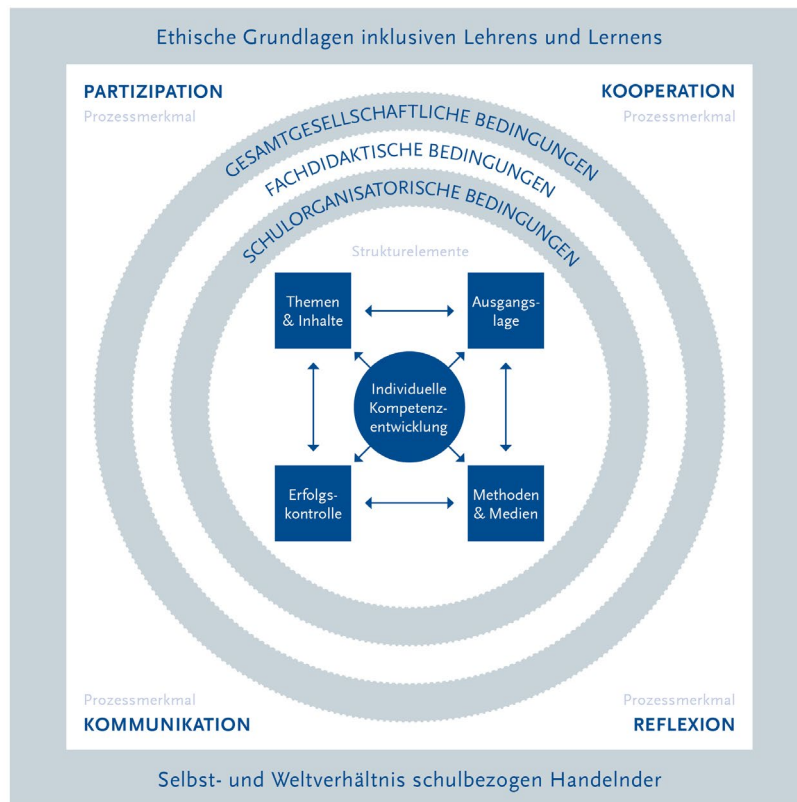 Ethische Grundlagen inklusiven Lehrens und Lernens
PARTIZIPATION
Prozessmerkmal
KOOPERATION
Prozessmerkmal
GESAMTGESELLSCHAFTLICHE BEDINGUNGEN
FACHDIDAKTISCHE BEDINGUNGEN
SCHULORGANISATORISCHE BEDINGUNGEN
Strukturelemente
Themen
& Inhalte
Ausgangs-
lage
Individuelle
Kompetenz-
entwicklung
Erfolgs-
kontrolle
Methoden
& Medien
Prozessmerkmal
KOMMUNIKATION
Prozessmerkmal
REFLEXION
Selbst- und Weltverhältnis schulbezogen Handelnder